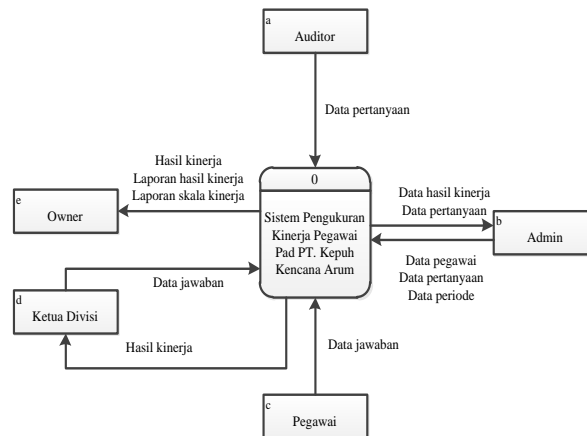 a
Auditor
Data pertanyaan
Hasil kinerja
Laporan hasil kinerja
Laporan skala kinerja
e
Owner
0
Sistem Pengukuran
Kinerja Pegawai
Pad PT. Kepuh
Kencana Arum
Data hasil kinerja
Data pertanyaan
b
Admin
Data pegawai
Data pertanyaan
Data periode
Data jawaban
d
Ketua Divisi
Hasil kinerja
Data jawaban
c
Pegawai